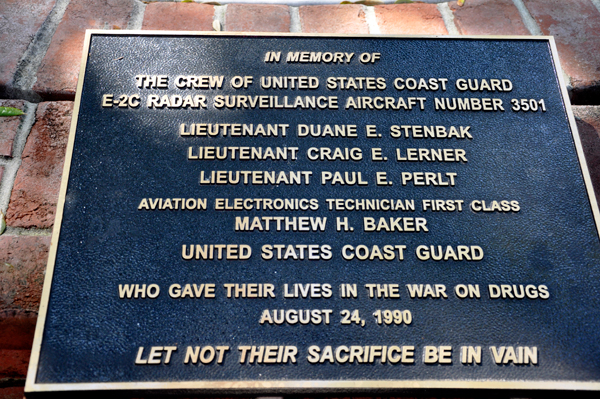 IN MEMORY OF
THE CREW OF UNITED STATES COAST GUARD
E-2C RADAR SURVEILLANCE AIRCRAFT NUMBER 3501
LIEUTENANT DUANE E. STENBAK
LIEUTENANT CRAIG E. LERNER
LIEUTENANT PAUL E. PERLT
AVIATION ELECTRONICS TECHNICIAN FIRST CLASS
MATTHEW H. BAKER
UNITED STATES COAST GUARD
WHO GAVE THEIR LIVES IN THE WAR ON DRUGS
AUGUST 24, 1990
LET NOT THEIR SACRIFICE BE IN VAIN